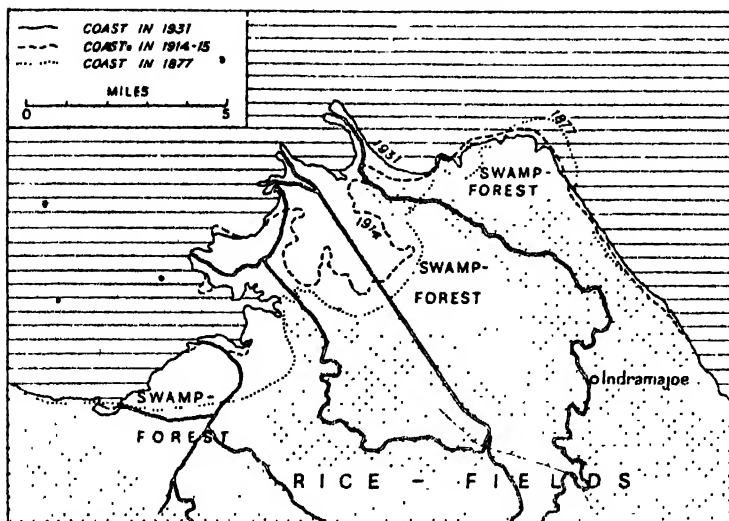 COAST IN 1931
COAST. IN 1914-15
COAST IN 1877
MILES
0 5
1877
1931
SWAMP-
FOREST
1914
SWAMP-
FOREST
Indramajoe
SWAMP-
FOREST
RICE - FIELDS